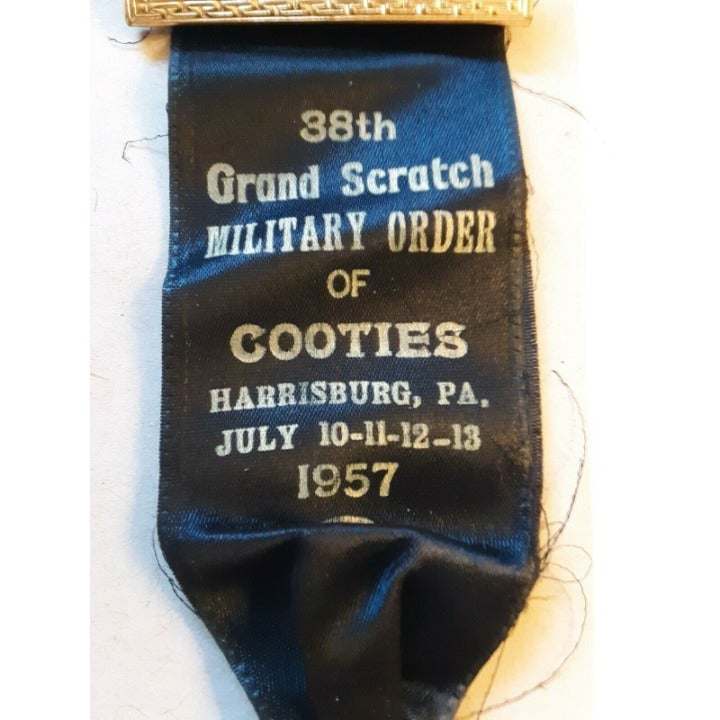 38th
Grand Scratch
MILITARY ORDER
OF
COOTIES
HARRISBURG, PA.
JULY 10-11-12-13
1957